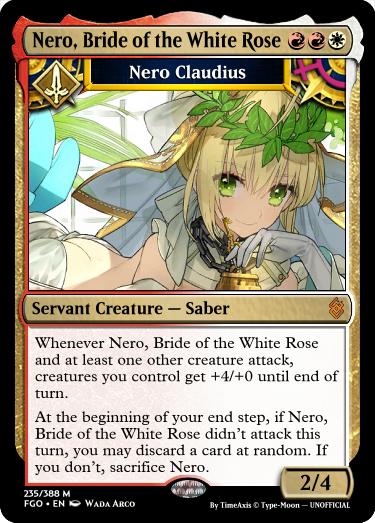 Nero, Bride of the White Rose
Nero Claudius
Servant Creature — Saber
Whenever Nero, Bride of the White Rose
and at least one other creature attack,
creatures you control get +4/+0 until end of
turn.
At the beginning of your end step, if Nero,
Bride of the White Rose didn't attack this
turn, you may discard a card at random. If
you don't, sacrifice Nero.
2/4
235/388 M
FGO • EN WADA ARCO
By TimeAxis © Type-Moon — UNOFFICIAL